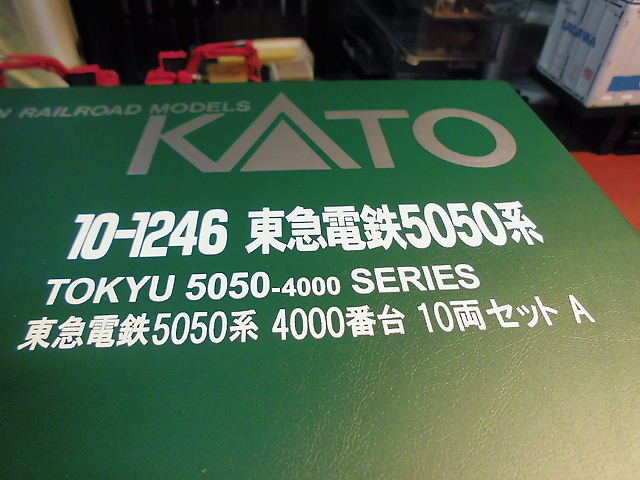 N RAILROAD MODELS
KATO
10-1246 東急電鉄5050系
TOKYU 5050-4000 SERIES
東急電鉄5050系 4000番台 10両セット A
SAGAWA